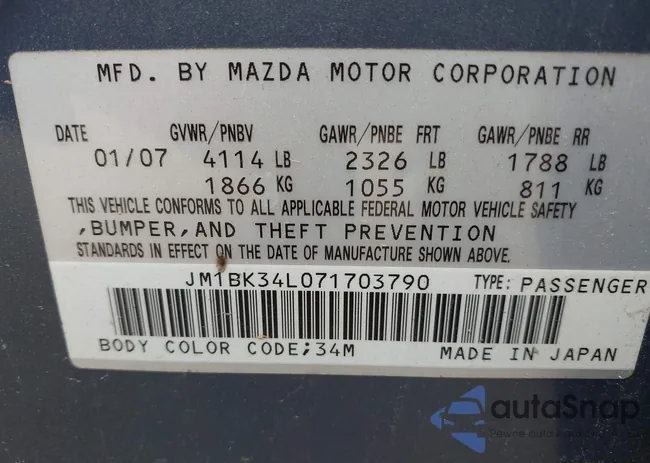 MFD. BY MAZDA MOTOR CORPORATION
DATE GVWR/PNBV GAWR/PNBE FRT GAWR/PNBE RR
01/07 4114 LB 2326 LB 1788 LB
1866 KG 1055 KG 811 KG
THIS VEHICLE CONFORMS TO ALL APPLICABLE FEDERAL MOTOR VEHICLE SAFETY
,BUMPER,AND THEFT PREVENTION
STANDARDS IN EFFECT ON THE DATE OF MANUFACTURE SHOWN ABOVE.
JM1BK34L071703790 TYPE: PASSENGER
BODY COLOR CODE;34M MADE IN JAPAN
autoSnap
Pewne auto